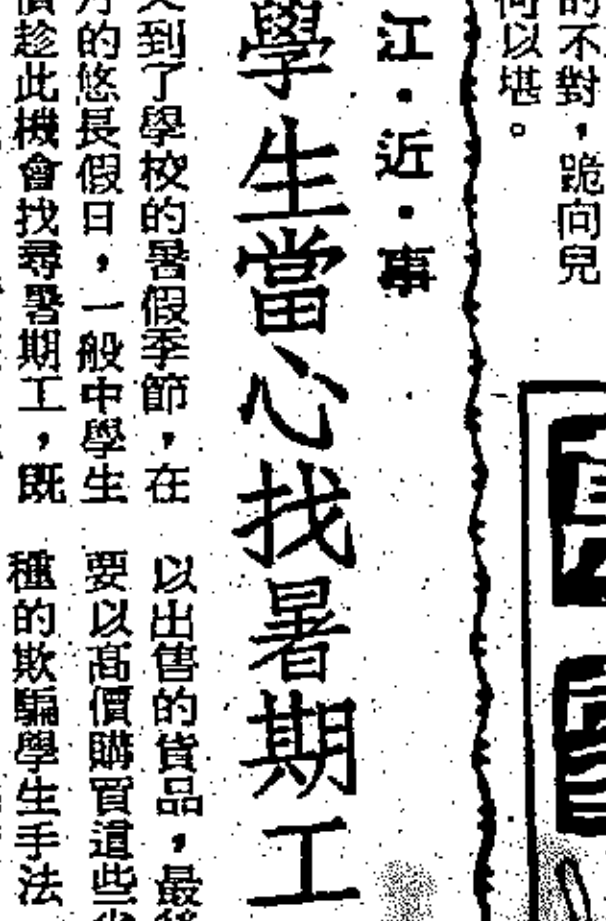 的不對，跪向兒
何以堪。
江・近・事
學生當心找暑期工
到了學校的暑假季節，在
的悠長假日，一般中學生
趁此機會找尋暑期工，既
以出售的貨品，最
要以高價購買這些
種的欺騙學生手法